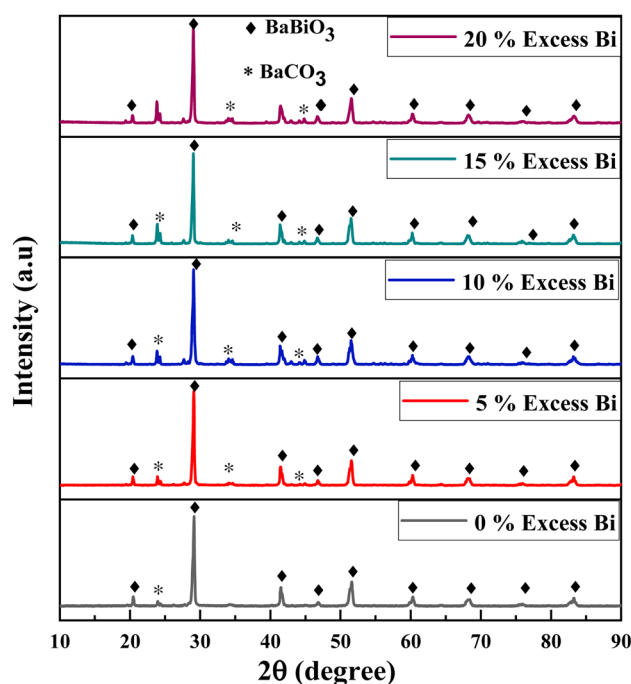 ◆ BaBiO₃
* BaCO₃
20 % Excess Bi
15 % Excess Bi
10 % Excess Bi
5 % Excess Bi
0 % Excess Bi
Intensity (a.u)
10 20 30 40 50 60 70 80 90
2θ (degree)